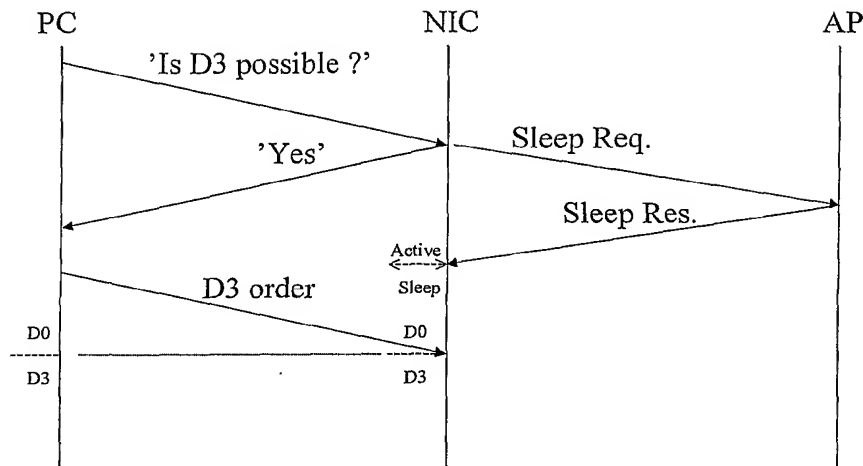 PC NIC AP
'Is D3 possible ?'
Sleep Req.
'Yes'
Sleep Res.
Active
Sleep
D3 order
D0 D0
D3 D3